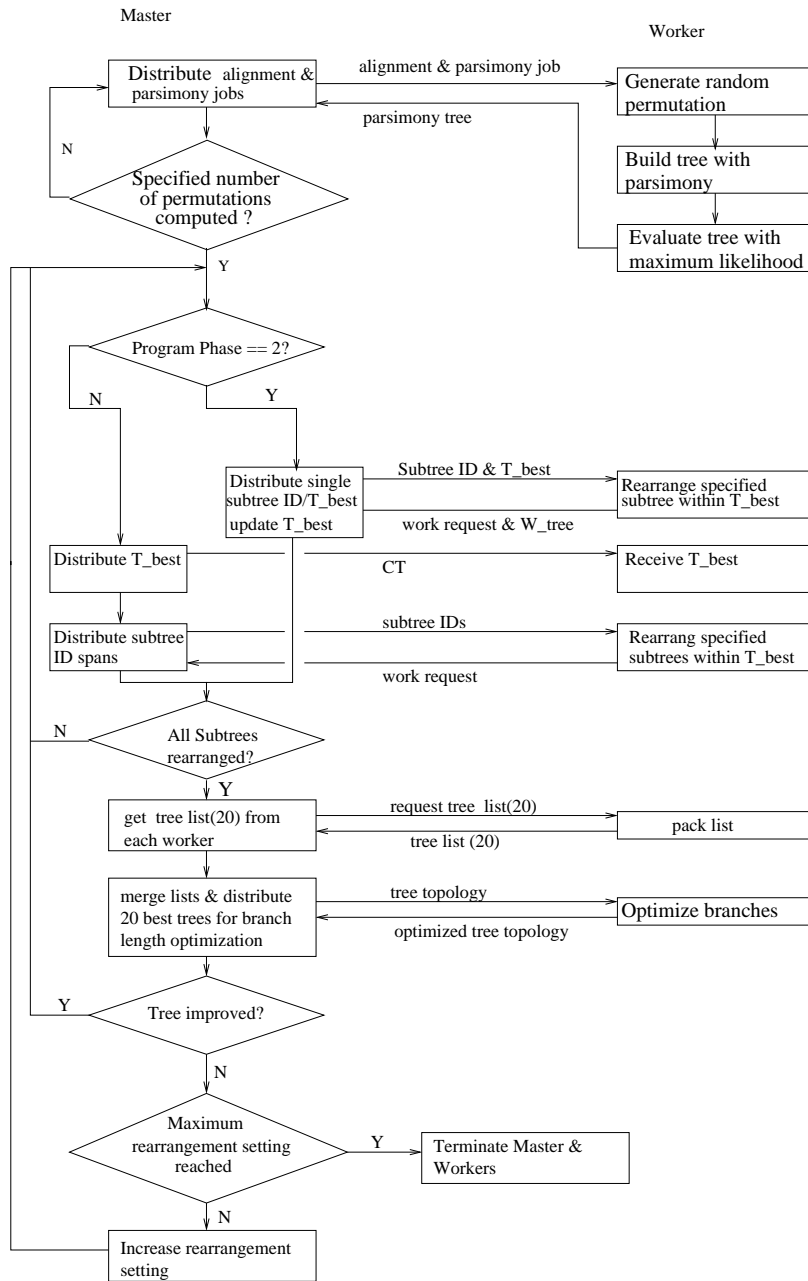 Master
Worker
Distribute alignment &
parsimony jobs
alignment & parsimony job
parsimony tree
Generate random
permutation
N
Specified number
of permutations
computed ?
Build tree with
parsimony
Evaluate tree with
maximum likelihood
Y
Program Phase == 2?
N
Y
Distribute single
subtree ID/T_best
update T_best
Subtree ID & T_best
work request & W_tree
Rearrange specified
subtree within T_best
Distribute T_best
CT
Receive T_best
Distribute subtree
ID spans
subtree IDs
work request
Rearrang specified
subtrees within T_best
N
All Subtrees
rearranged?
Y
get tree list(20) from
each worker
request tree list(20)
tree list (20)
pack list
merge lists & distribute
20 best trees for branch
length optimization
tree topology
optimized tree topology
Optimize branches
Y
Tree improved?
N
Maximum
rearrangement setting
reached
Y
Terminate Master &
Workers
N
Increase rearrangement
setting